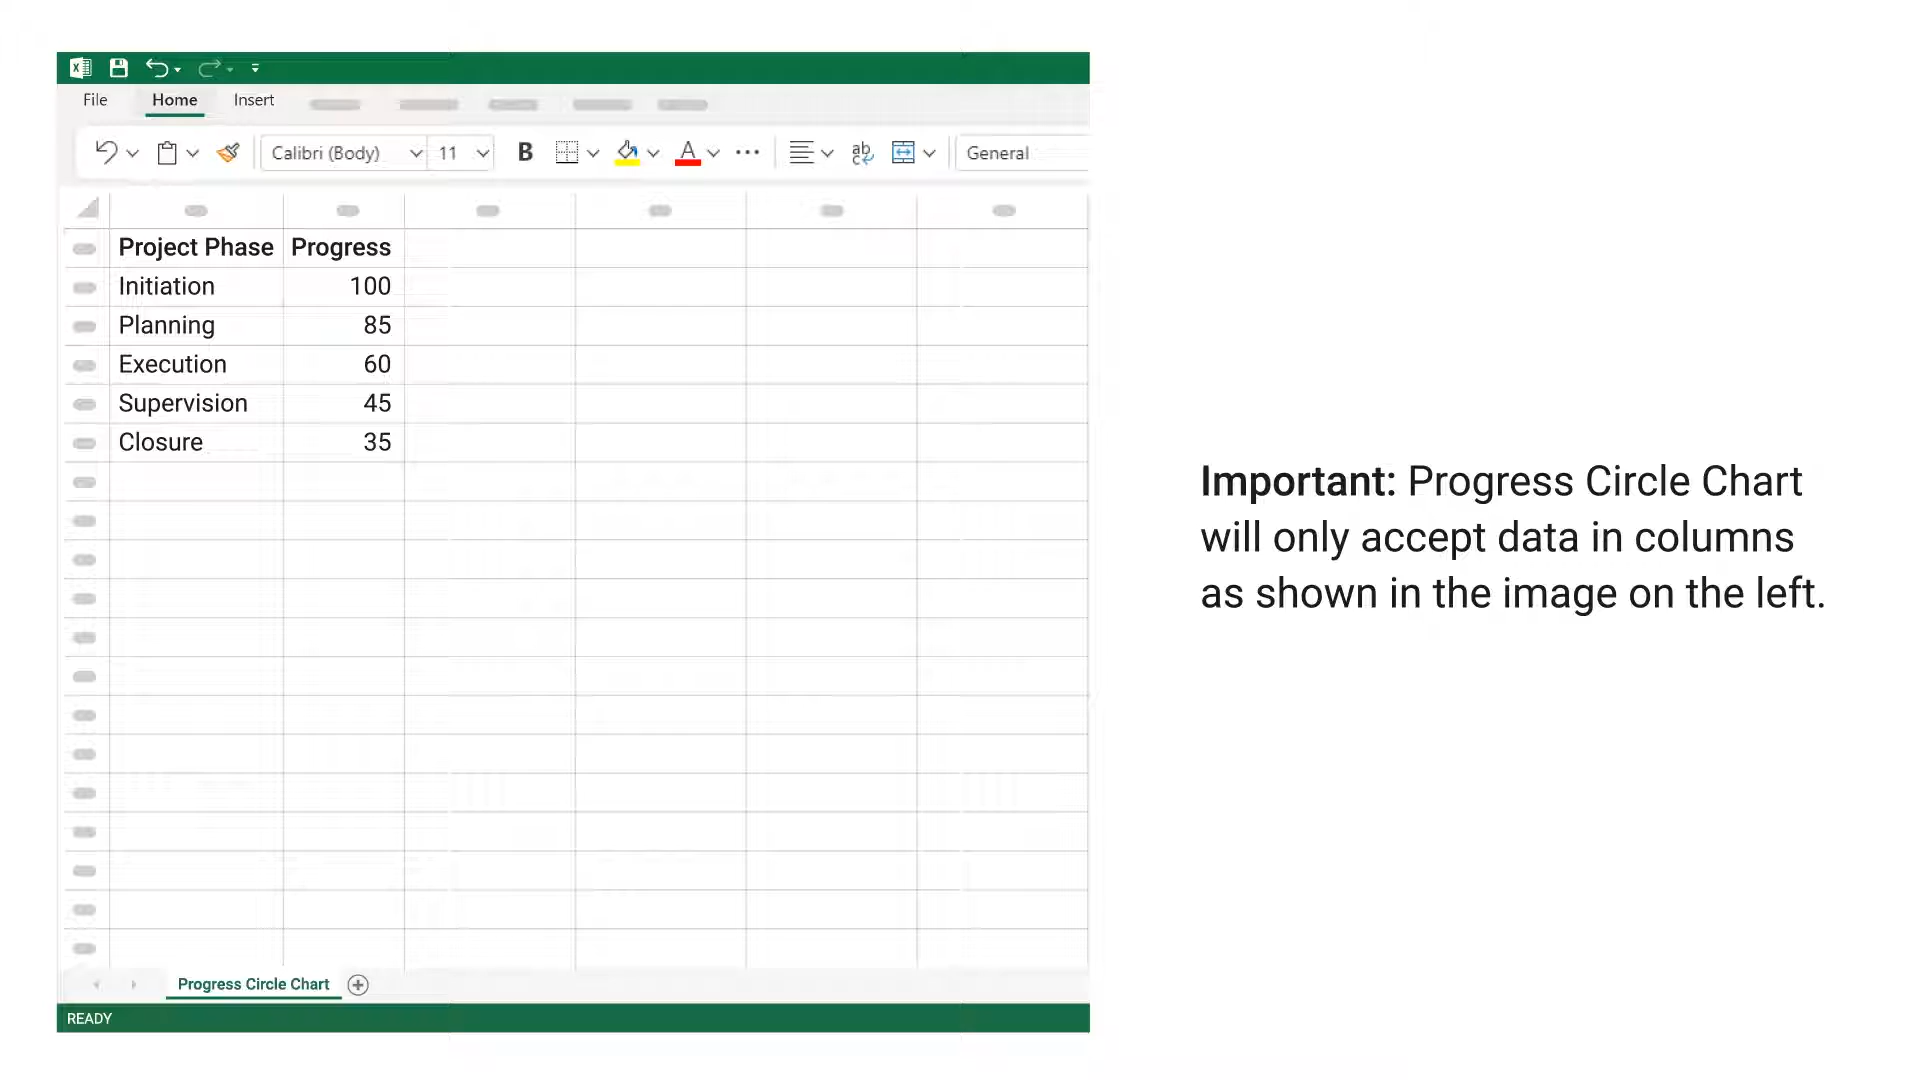 File Home Insert
Calibri (Body) 11 B A ab c General
Project Phase Progress
Initiation 100
Planning 85
Execution 60
Supervision 45
Closure 35
Important: Progress Circle Chart
will only accept data in columns
as shown in the image on the left.
Progress Circle Chart
READY